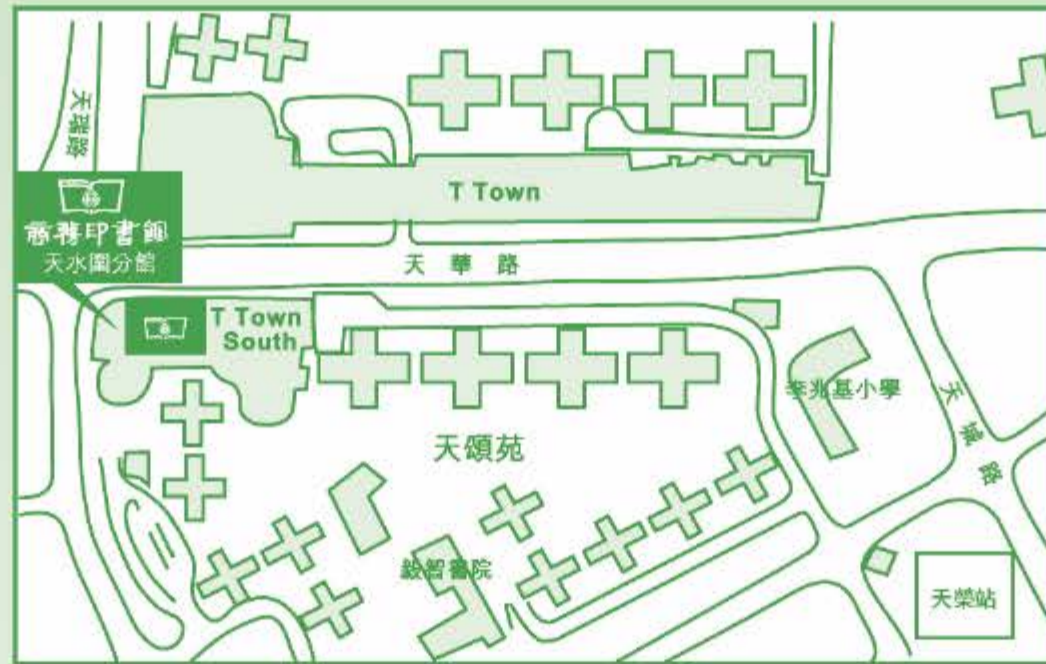 天瑞路
T Town
商務印書館
天水圍分館
天華路
T Town
South
李兆基小學
天城路
天頌苑
毅智書院
天榮站